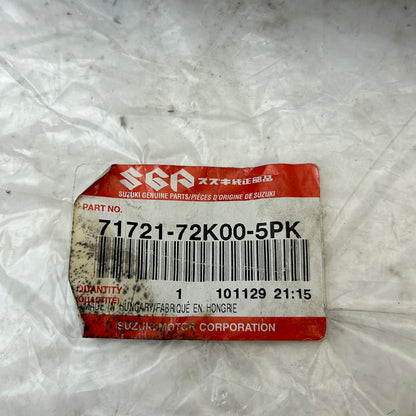 SGP スズキ純正部品
SUZUKI GENUINE PARTS/PIÈCES D'ORIGINE DE SUZUKI
PART NO.
71721-72K00-5PK
QUANTITY 1 101129 21:15
(QUANTITÉ)
MADE IN HUNGARY/FABRIQUÉ EN HONGRIE
SUZUKI MOTOR CORPORATION